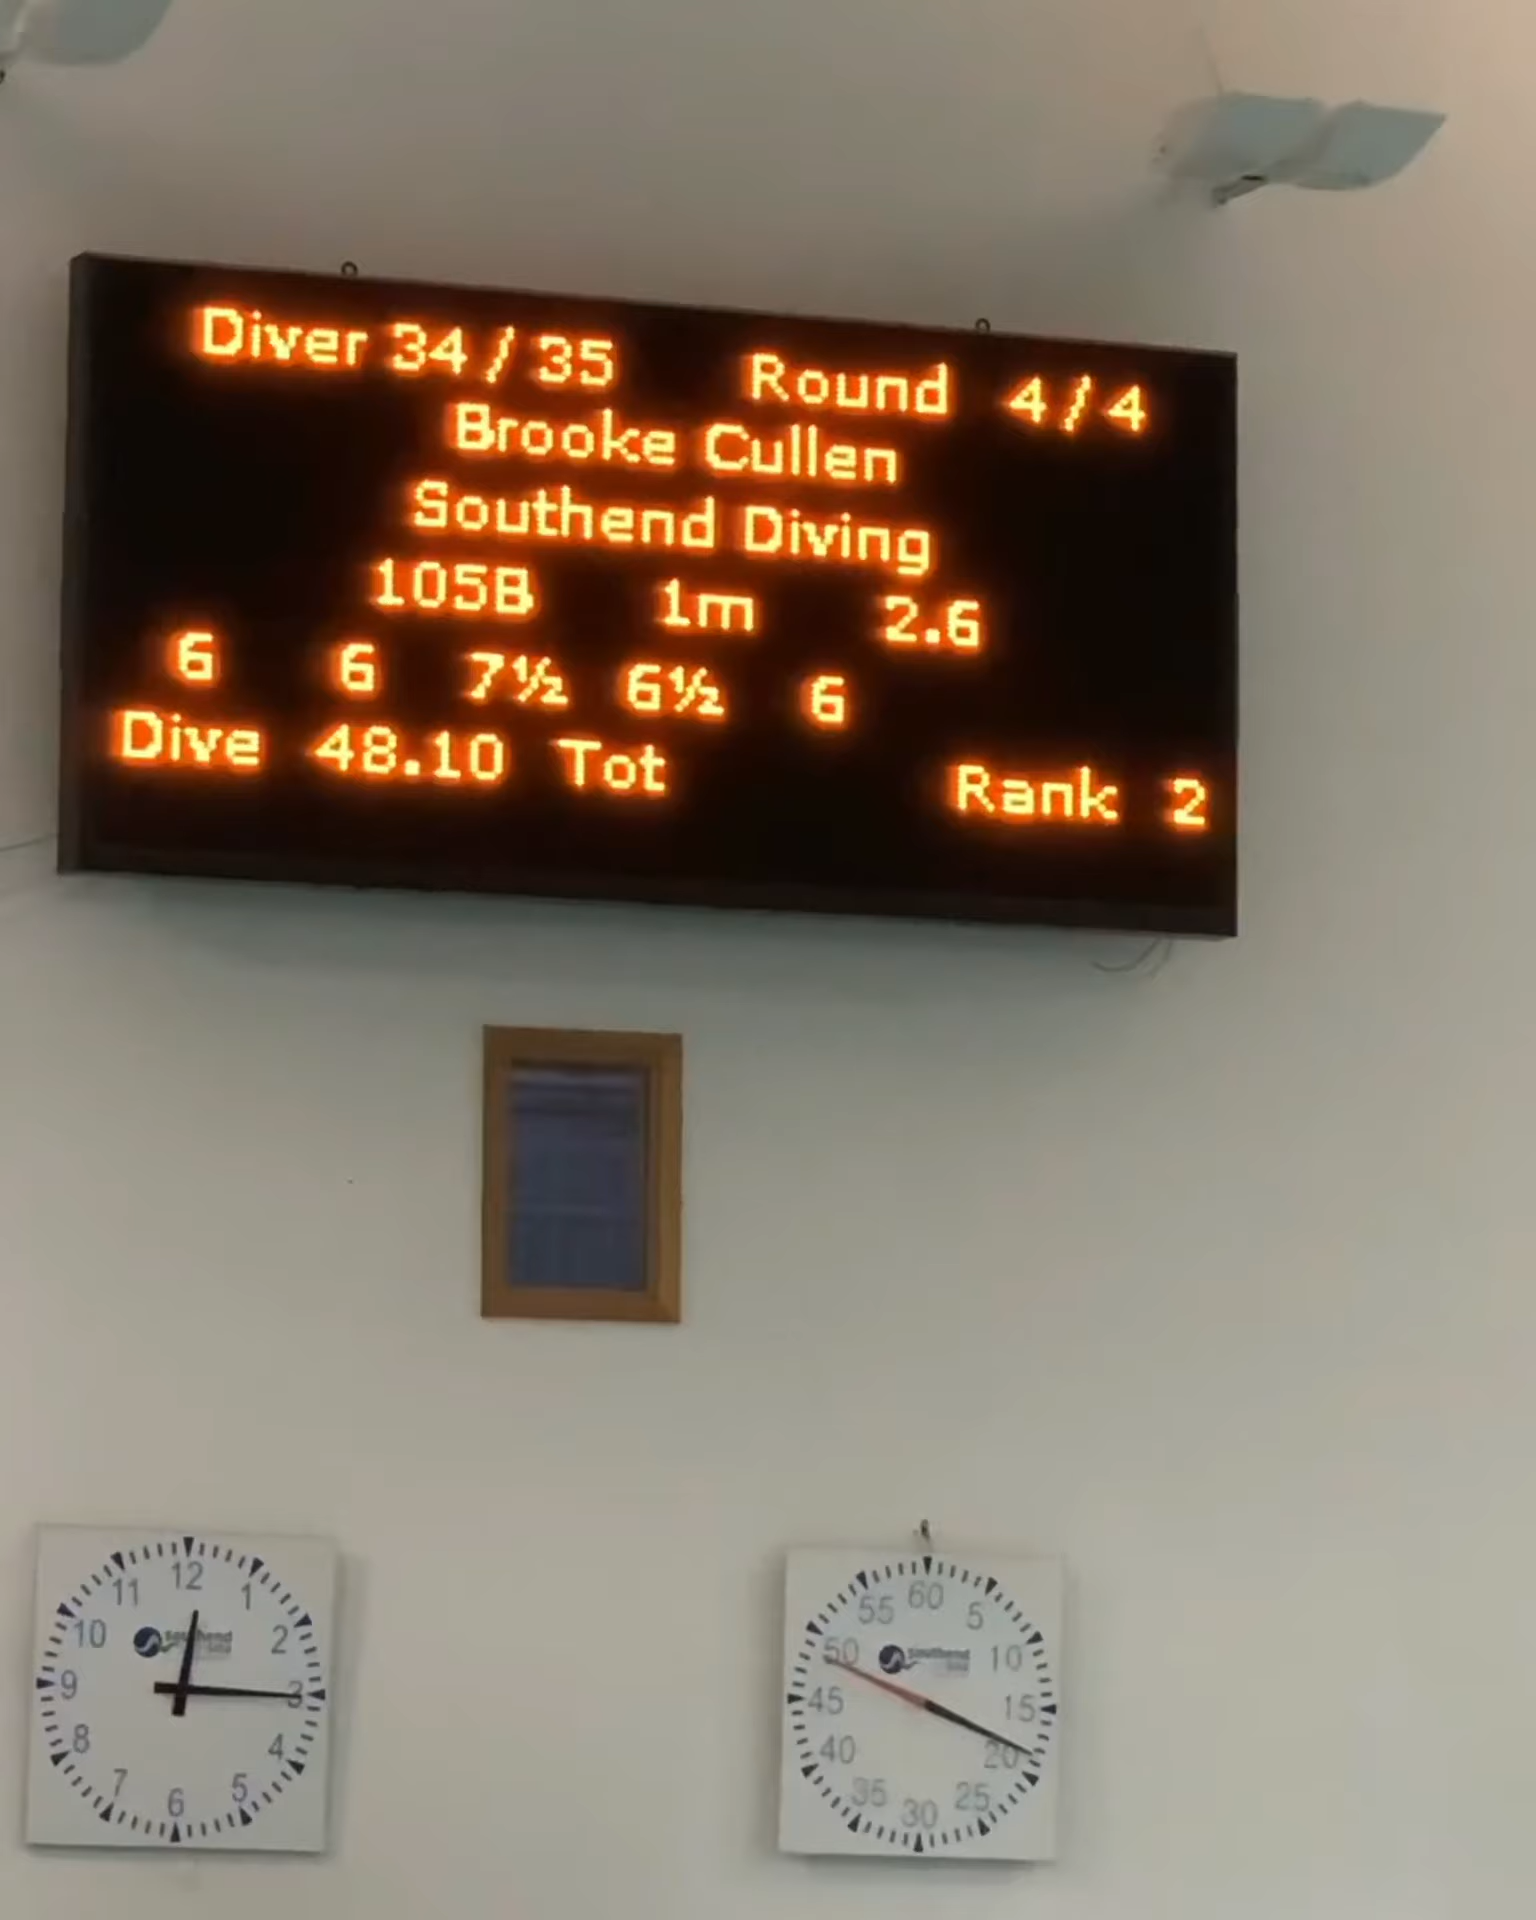 Diver 34 / 35 Round 4 / 4
Brooke Cullen
Southend Diving
105B 1m 2.6
6 6 7½ 6½ 6
Dive 48.10 Tot Rank 2
12
11 1
southend
10 2
9 3
8 4
7 5
6
60
55 5
southend
50 10
45 15
40 20
35 25
30